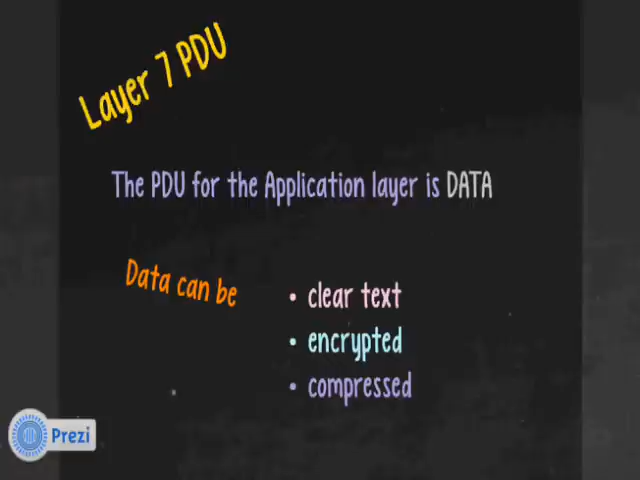 Layer 7 PDU
The PDU for the Application layer is DATA
Data can be
• clear text
• encrypted
• compressed
Prezi